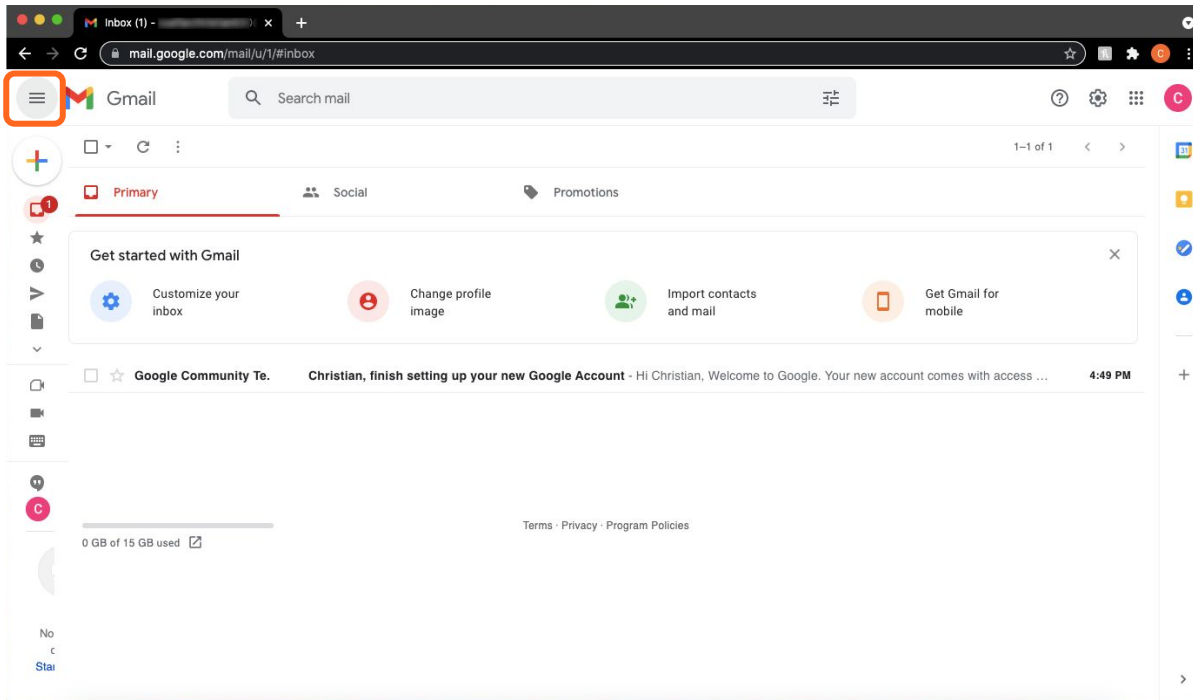 Inbox (1) -
mail.google.com/mail/u/1/#inbox
C
Gmail
Search mail
C
1–1 of 1
31
Primary
Social
Promotions
1
Get started with Gmail
Customize your
inbox
Change profile
image
Import contacts
and mail
Get Gmail for
mobile
Google Community Te.
Christian, finish setting up your new Google Account - Hi Christian, Welcome to Google. Your new account comes with access …
4:49 PM
C
Terms · Privacy · Program Policies
0 GB of 15 GB used
No
Star